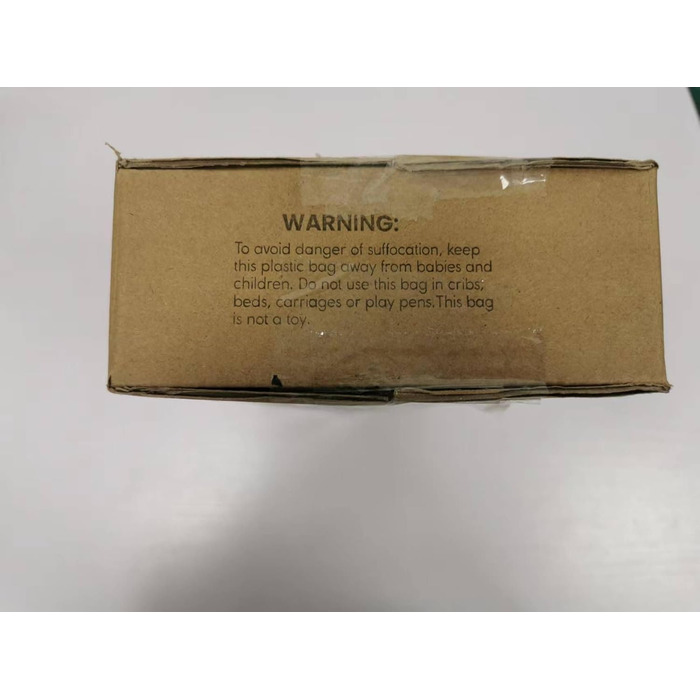 WARNING:
To avoid danger of suffocation, keep
this plastic bag away from babies and
children. Do not use this bag in cribs;
beds, carriages or play pens.This bag
is not a toy.